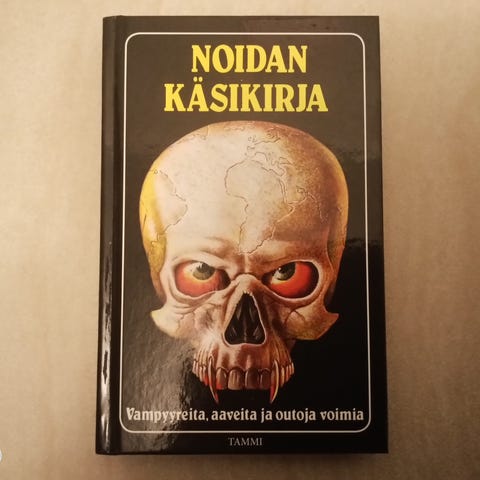 NOIDAN
KÄSIKIRJA
Vampyyreita, aaveita ja outoja voimia
TAMMI